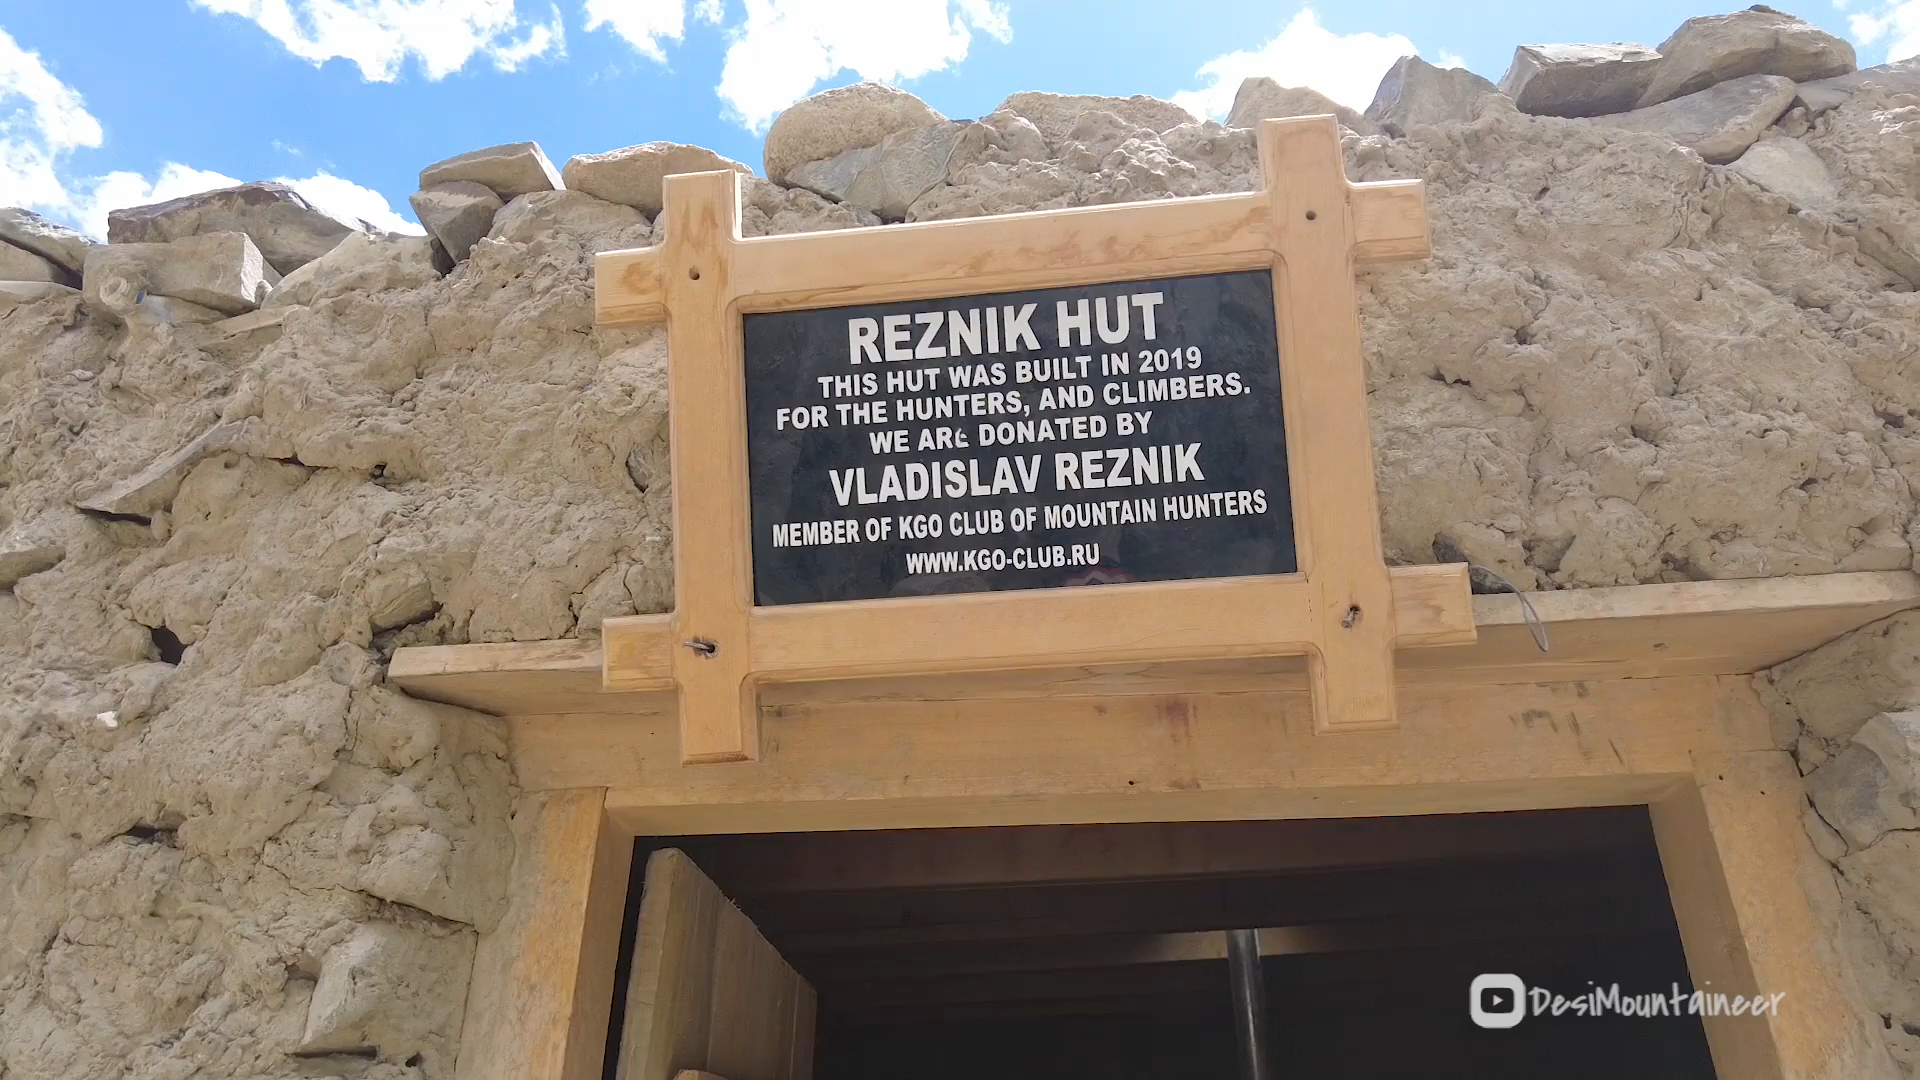 REZNIK HUT
THIS HUT WAS BUILT IN 2019
FOR THE HUNTERS, AND CLIMBERS.
WE ARE DONATED BY
VLADISLAV REZNIK
MEMBER OF KGO CLUB OF MOUNTAIN HUNTERS
WWW.KGO-CLUB.RU
DesiMountaineer